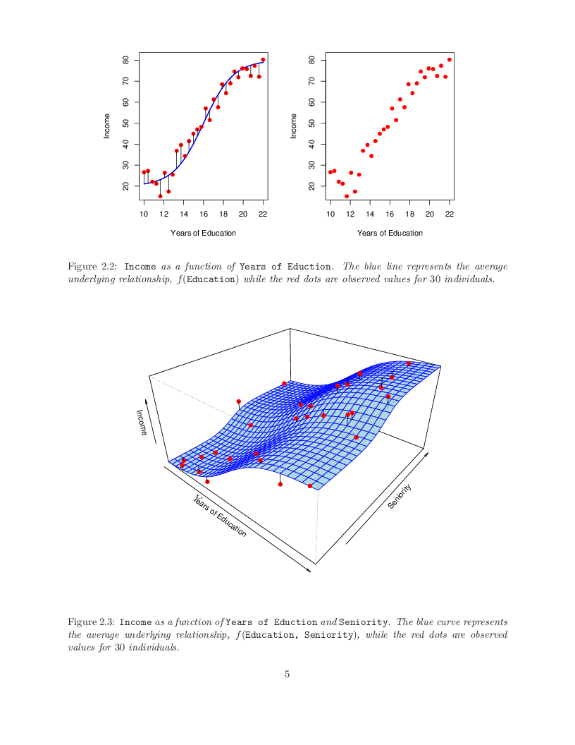 20 30 40 50 60 70 80
Income
10 12 14 16 18 20 22
Years of Education
20 30 40 50 60 70 80
Income
10 12 14 16 18 20 22
Years of Education
Figure 2.2: Income as a function of Years of Eduction. The blue line represents the average
underlying relationship, f(Education) while the red dots are observed values for 30 individuals.
Income
Years of Education
Seniority
Figure 2.3: Income as a function of Years of Eduction and Seniority. The blue curve represents
the average underlying relationship, f(Education, Seniority), while the red dots are observed
values for 30 individuals.
5